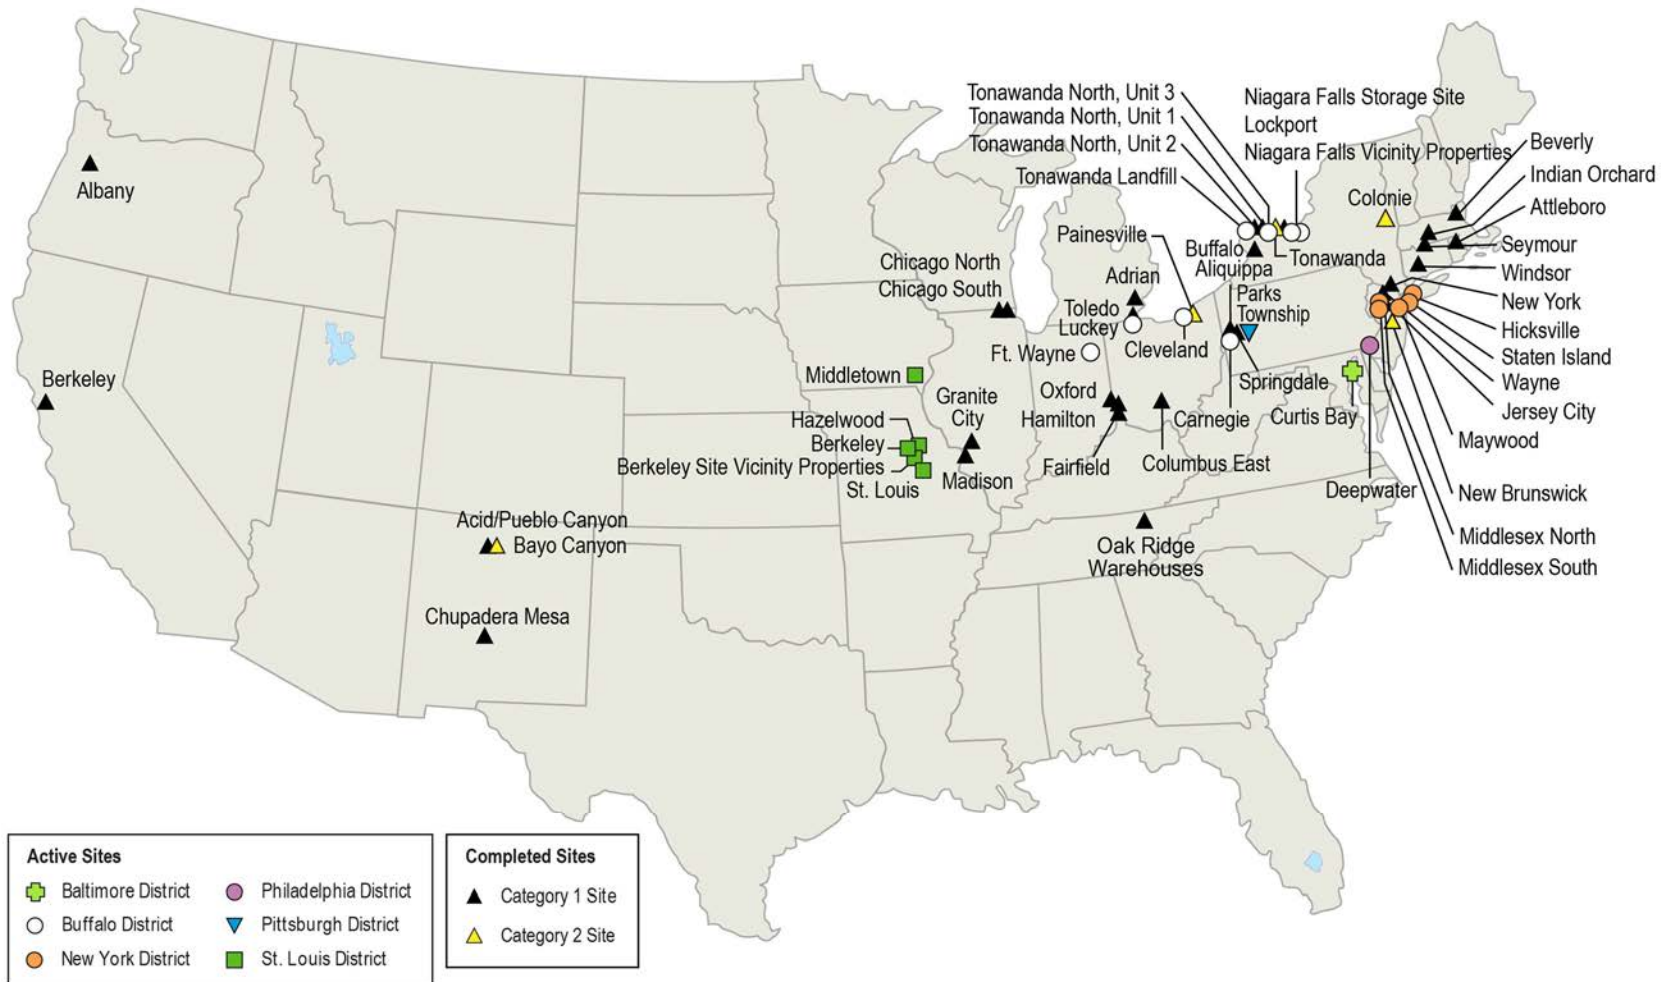 Tonawanda North, Unit 3
Tonawanda North, Unit 1
Tonawanda North, Unit 2
Tonawanda Landfill
Niagara Falls Storage Site
Lockport
Niagara Falls Vicinity Properties
Beverly
Indian Orchard
Attleboro
Seymour
Windsor
New York
Hicksville
Staten Island
Wayne
Jersey City
Maywood
New Brunswick
Middlesex North
Middlesex South
Colonie
Albany
Painesville
Buffalo
Tonawanda
Aliquippa
Parks
Township
Adrian
Toledo
Luckey
Cleveland
Chicago North
Chicago South
Ft. Wayne
Springdale
Carnegie
Curtis Bay
Deepwater
Berkeley
Middletown
Granite
City
Oxford
Hamilton
Fairfield
Columbus East
Hazelwood
Berkeley
Berkeley Site Vicinity Properties
St. Louis
Madison
Acid/Pueblo Canyon
Bayo Canyon
Oak Ridge
Warehouses
Chupadera Mesa
Active Sites
Baltimore District
Buffalo District
New York District
Philadelphia District
Pittsburgh District
St. Louis District
Completed Sites
Category 1 Site
Category 2 Site